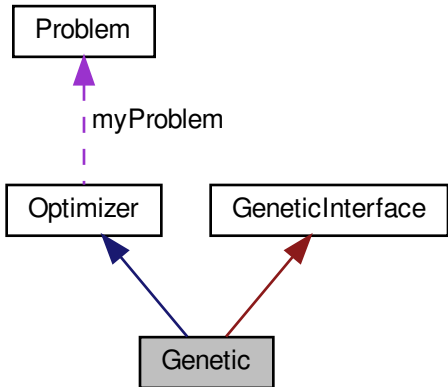 Problem
myProblem
Optimizer
GeneticInterface
Genetic